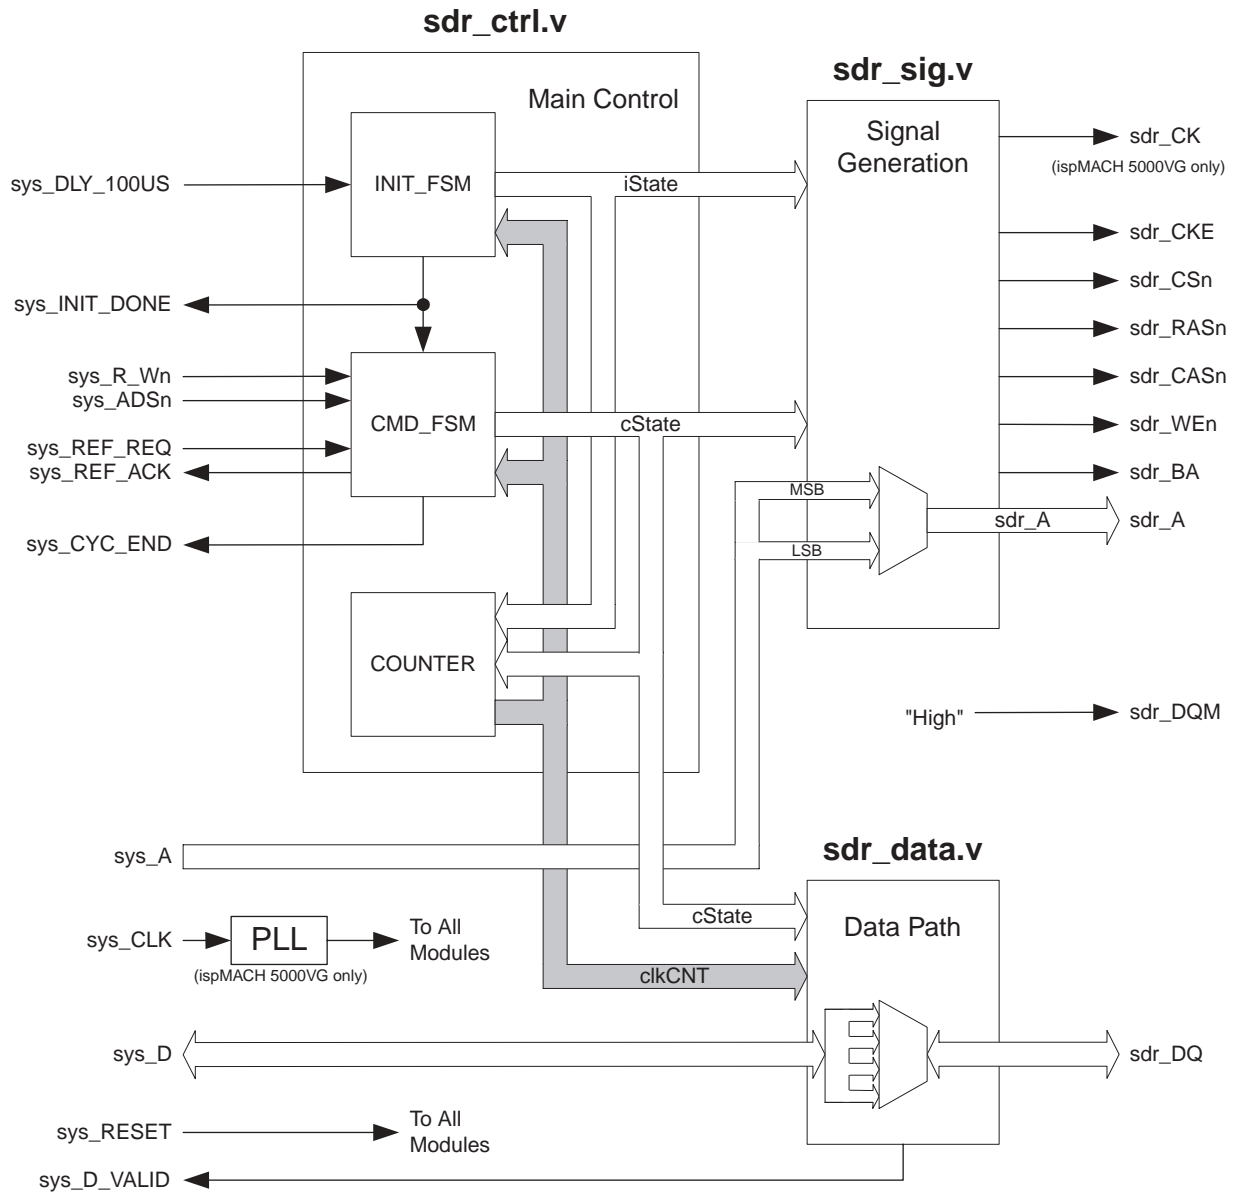 sdr_ctrl.v
sdr_sig.v
Main Control
Signal
Generation
sdr_CK
(ispMACH 5000VG only)
sys_DLY_100US
INIT_FSM
iState
sdr_CKE
sdr_CSn
sys_INIT_DONE
sdr_RASn
sys_R_Wn
sdr_CASn
sys_ADSn
CMD_FSM
cState
sdr_WEn
sys_REF_REQ
sys_REF_ACK
sdr_BA
MSB
sdr_A
sdr_A
sys_CYC_END
LSB
COUNTER
"High"
sdr_DQM
sys_A
sdr_data.v
cState
Data Path
sys_CLK
PLL
To All
Modules
(ispMACH 5000VG only)
clkCNT
sys_D
sdr_DQ
sys_RESET
To All
Modules
sys_D_VALID